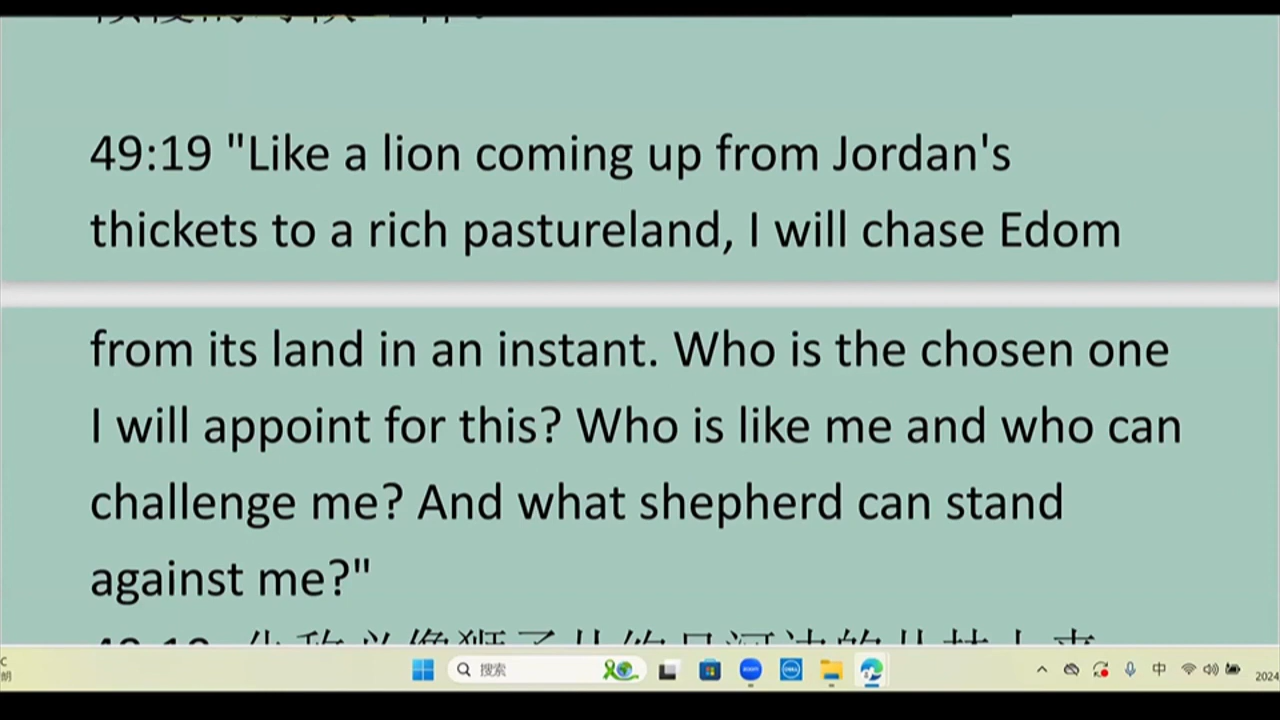 49:19 "Like a lion coming up from Jordan's
thickets to a rich pastureland, I will chase Edom
from its land in an instant. Who is the chosen one
I will appoint for this? Who is like me and who can
challenge me? And what shepherd can stand
against me?"
搜索
zoom
DELL
中
2024